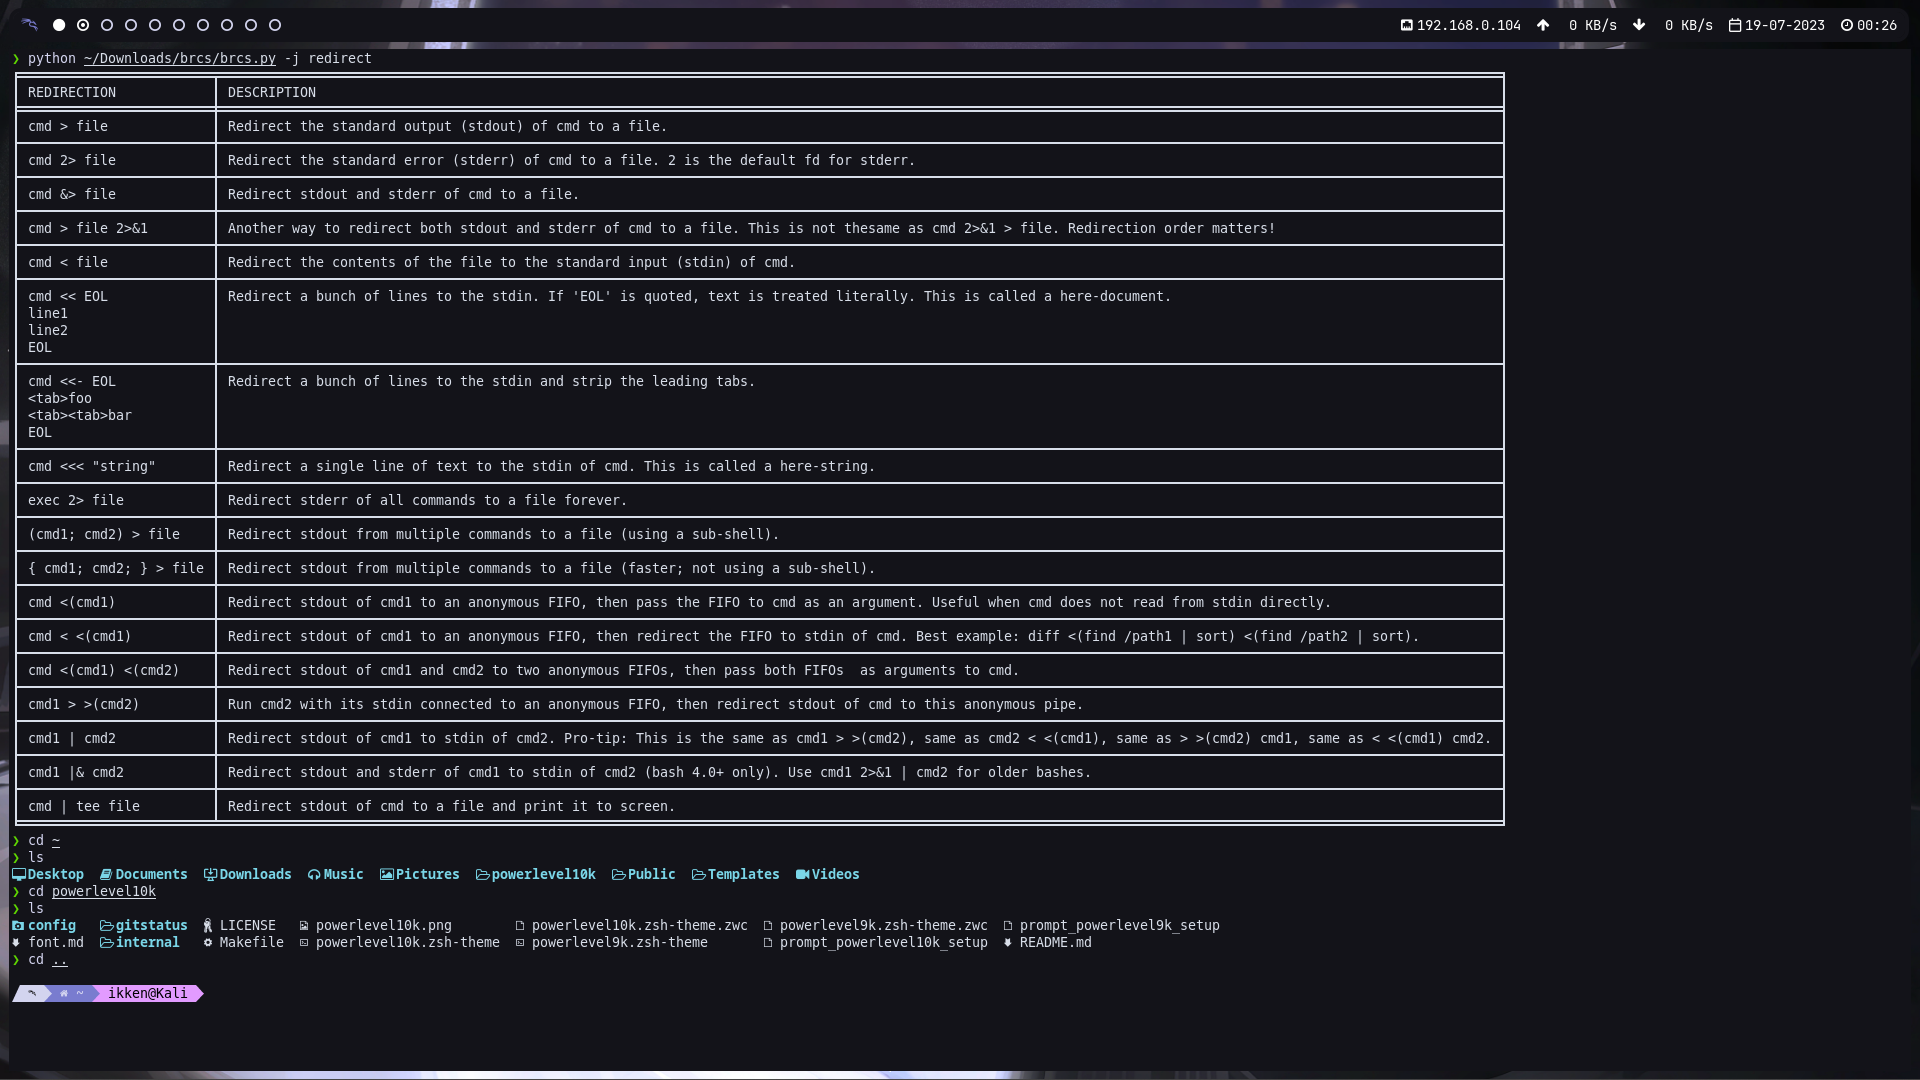 192.168.0.104 0 KB/s 0 KB/s 19-07-2023 00:26
❯ python ~/Downloads/brcs/brcs.py -j redirect
REDIRECTION DESCRIPTION
cmd > file Redirect the standard output (stdout) of cmd to a file.
cmd 2> file Redirect the standard error (stderr) of cmd to a file. 2 is the default fd for stderr.
cmd &> file Redirect stdout and stderr of cmd to a file.
cmd > file 2>&1 Another way to redirect both stdout and stderr of cmd to a file. This is not thesame as cmd 2>&1 > file. Redirection order matters!
cmd < file Redirect the contents of the file to the standard input (stdin) of cmd.
cmd << EOL Redirect a bunch of lines to the stdin. If 'EOL' is quoted, text is treated literally. This is called a here-document.
line1
line2
EOL
cmd <<- EOL Redirect a bunch of lines to the stdin and strip the leading tabs.
<tab>foo
<tab><tab>bar
EOL
cmd <<< "string" Redirect a single line of text to the stdin of cmd. This is called a here-string.
exec 2> file Redirect stderr of all commands to a file forever.
(cmd1; cmd2) > file Redirect stdout from multiple commands to a file (using a sub-shell).
{ cmd1; cmd2; } > file Redirect stdout from multiple commands to a file (faster; not using a sub-shell).
cmd <(cmd1) Redirect stdout of cmd1 to an anonymous FIFO, then pass the FIFO to cmd as an argument. Useful when cmd does not read from stdin directly.
cmd < <(cmd1) Redirect stdout of cmd1 to an anonymous FIFO, then redirect the FIFO to stdin of cmd. Best example: diff <(find /path1 | sort) <(find /path2 | sort).
cmd <(cmd1) <(cmd2) Redirect stdout of cmd1 and cmd2 to two anonymous FIFOs, then pass both FIFOs  as arguments to cmd.
cmd1 > >(cmd2) Run cmd2 with its stdin connected to an anonymous FIFO, then redirect stdout of cmd to this anonymous pipe.
cmd1 | cmd2 Redirect stdout of cmd1 to stdin of cmd2. Pro-tip: This is the same as cmd1 > >(cmd2), same as cmd2 < <(cmd1), same as > >(cmd2) cmd1, same as < <(cmd1) cmd2.
cmd1 |& cmd2 Redirect stdout and stderr of cmd1 to stdin of cmd2 (bash 4.0+ only). Use cmd1 2>&1 | cmd2 for older bashes.
cmd | tee file Redirect stdout of cmd to a file and print it to screen.
❯ cd ~
❯ ls
Desktop Documents Downloads Music Pictures powerlevel10k Public Templates Videos
❯ cd powerlevel10k
❯ ls
config gitstatus LICENSE powerlevel10k.png powerlevel10k.zsh-theme.zwc powerlevel9k.zsh-theme.zwc prompt_powerlevel9k_setup
font.md internal Makefile powerlevel10k.zsh-theme powerlevel9k.zsh-theme prompt_powerlevel10k_setup README.md
❯ cd ..
~ ikken@Kali